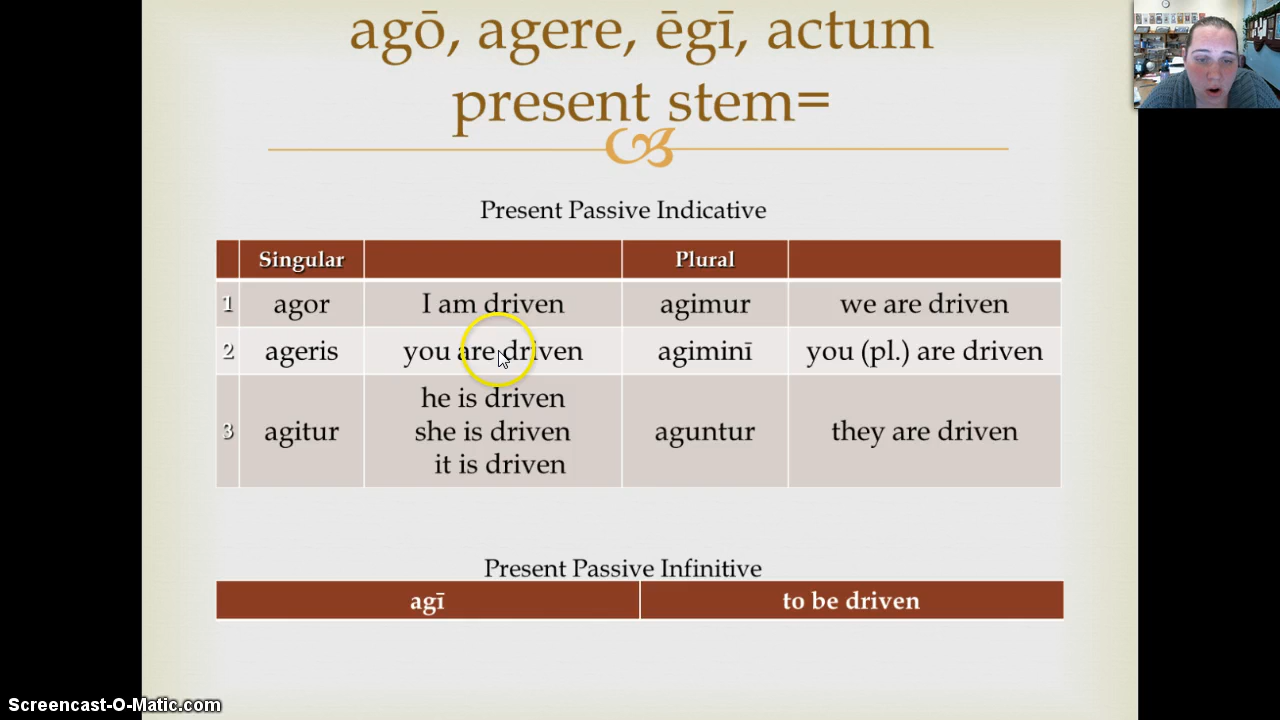 agō, agere, ēgī, actum
present stem=
Present Passive Indicative
Singular Plural
1 agor I am driven agimur we are driven
2 ageris you are driven agiminī you (pl.) are driven
he is driven
3 agitur she is driven aguntur they are driven
it is driven
Present Passive Infinitive
agī to be driven
Screencast-O-Matic.com